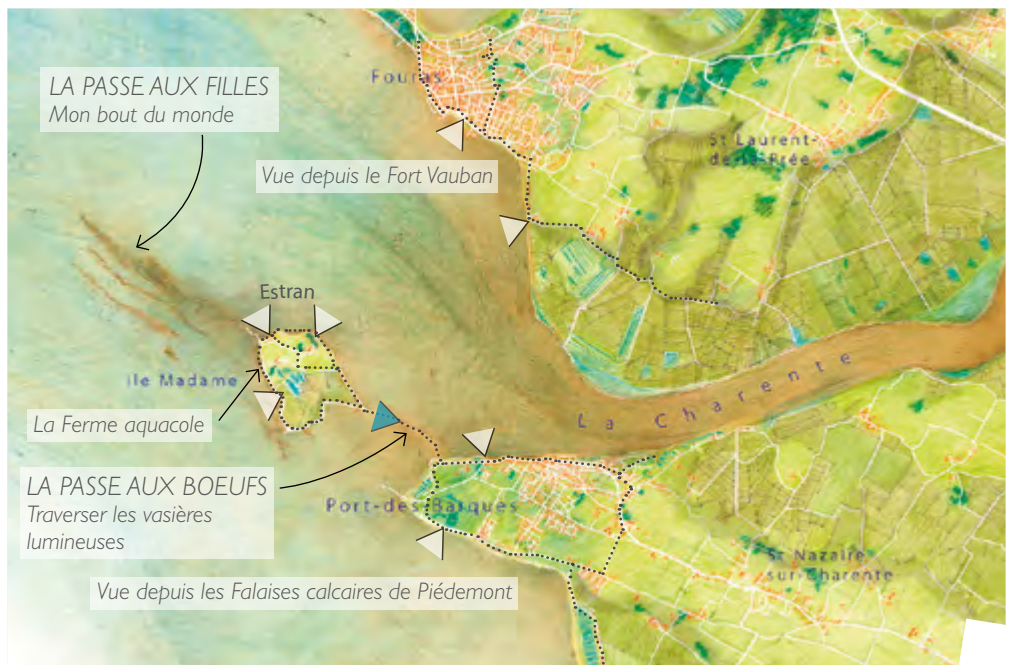 LA PASSE AUX FILLES
Mon bout du monde
Fouras
Vue depuis le Fort Vauban
St Laurent-
de-la-Prée
Estran
île Madame
La Charente
La Ferme aquacole
LA PASSE AUX BOEUFS
Traverser les vasières
lumineuses
Port-des-Barques
St Nazaire
sur-Charente
Vue depuis les Falaises calcaires de Piédemont